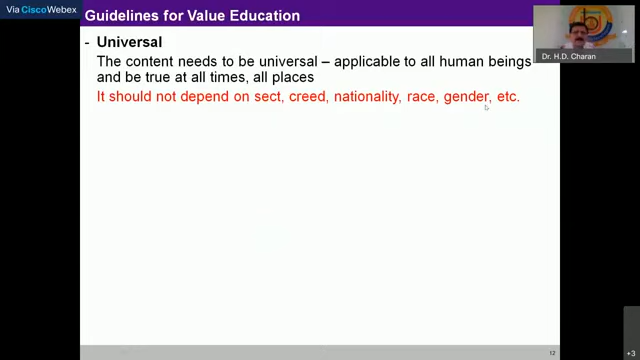 Via Cisco Webex
Guidelines for Value Education
- Universal
The content needs to be universal – applicable to all human beings
and be true at all times, all places
It should not depend on sect, creed, nationality, race, gender, etc.
Dr. H.D. Charan
12
+3